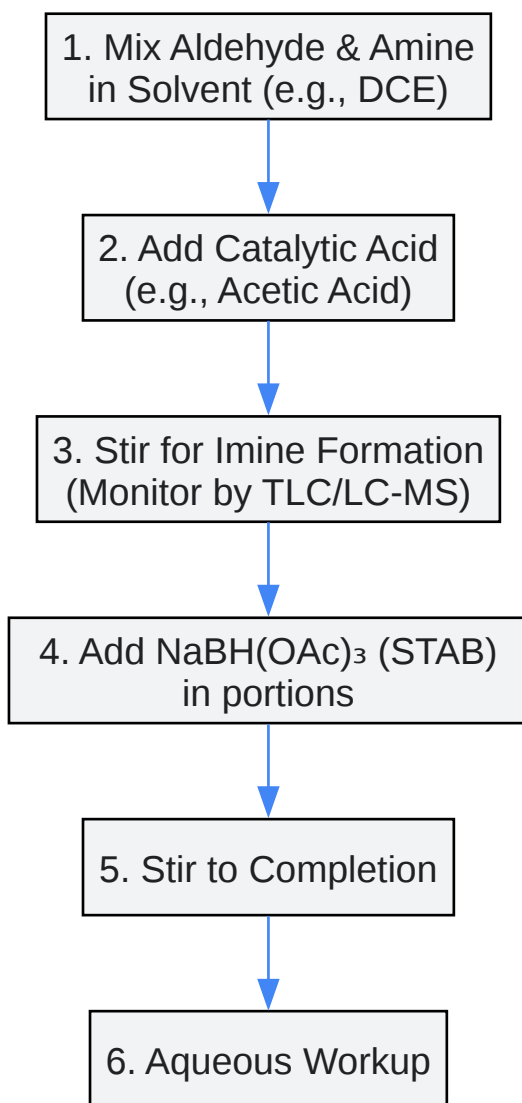 1. Mix Aldehyde & Amine
in Solvent (e.g., DCE)
2. Add Catalytic Acid
(e.g., Acetic Acid)
3. Stir for Imine Formation
(Monitor by TLC/LC-MS)
4. Add NaBH(OAc)₃ (STAB)
in portions
5. Stir to Completion
6. Aqueous Workup